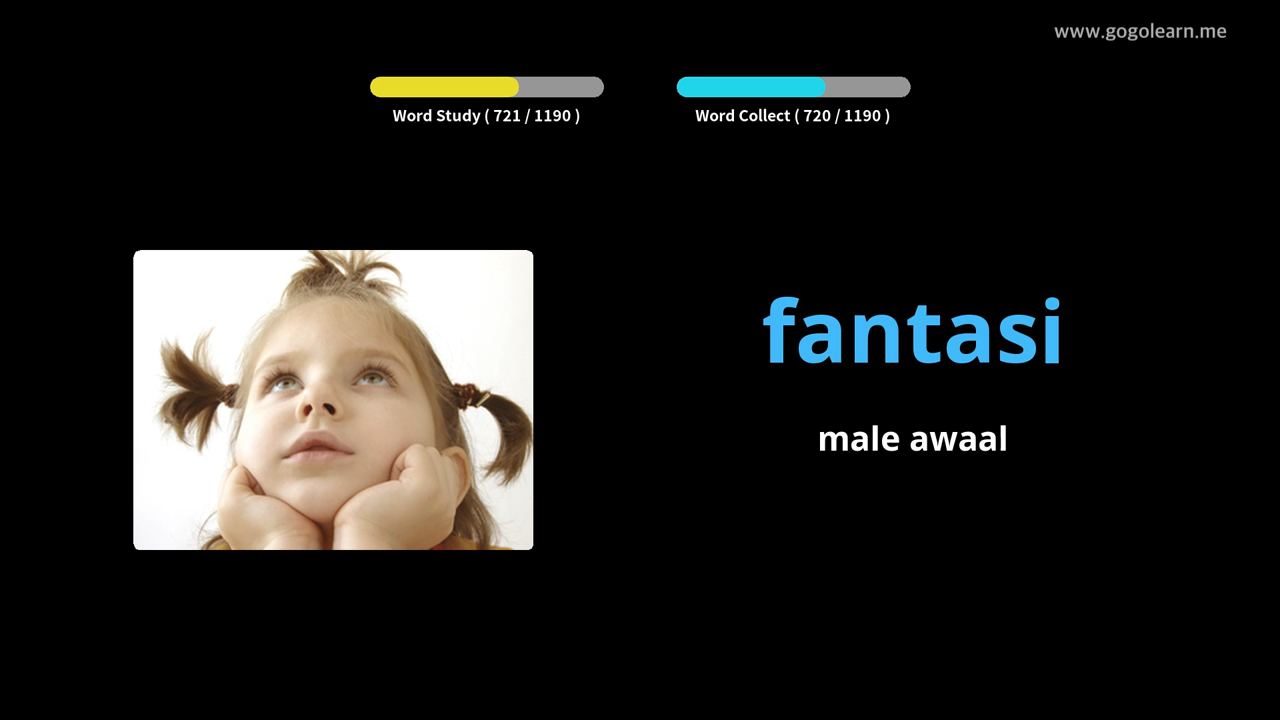 www.gogolearn.me
Word Study ( 721 / 1190 )
Word Collect ( 720 / 1190 )
fantasi
male awaal